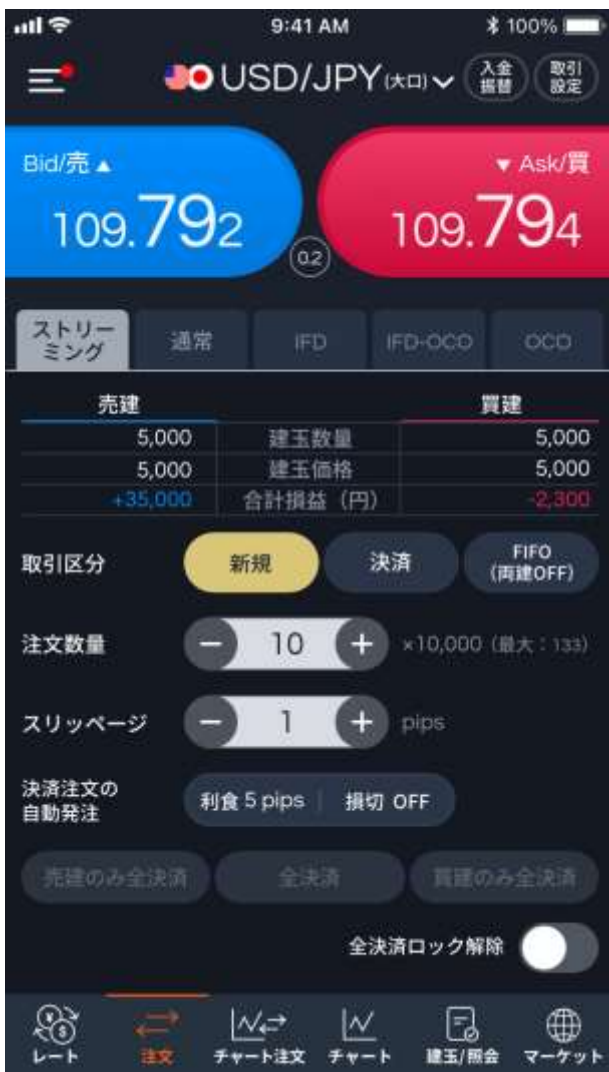 9:41 AM 100%
USD/JPY(大口) 入金振替 取引設定
Bid/売 ▲ ▼ Ask/買
109.792 0.2 109.794
ストリーミング 通常 IFD IFD-OCO OCO
売建 買建
5,000 建玉数量 5,000
5,000 建玉価格 5,000
+35,000 合計損益（円） -2,300
取引区分 新規 決済 FIFO (両建OFF)
注文数量 − 10 + ×10,000（最大：133）
スリッページ − 1 + pips
決済注文の
自動発注 利食 5 pips 損切 OFF
売建のみ全決済 全決済 買建のみ全決済
全決済ロック解除
レート 注文 チャート注文 チャート 建玉/照会 マーケット